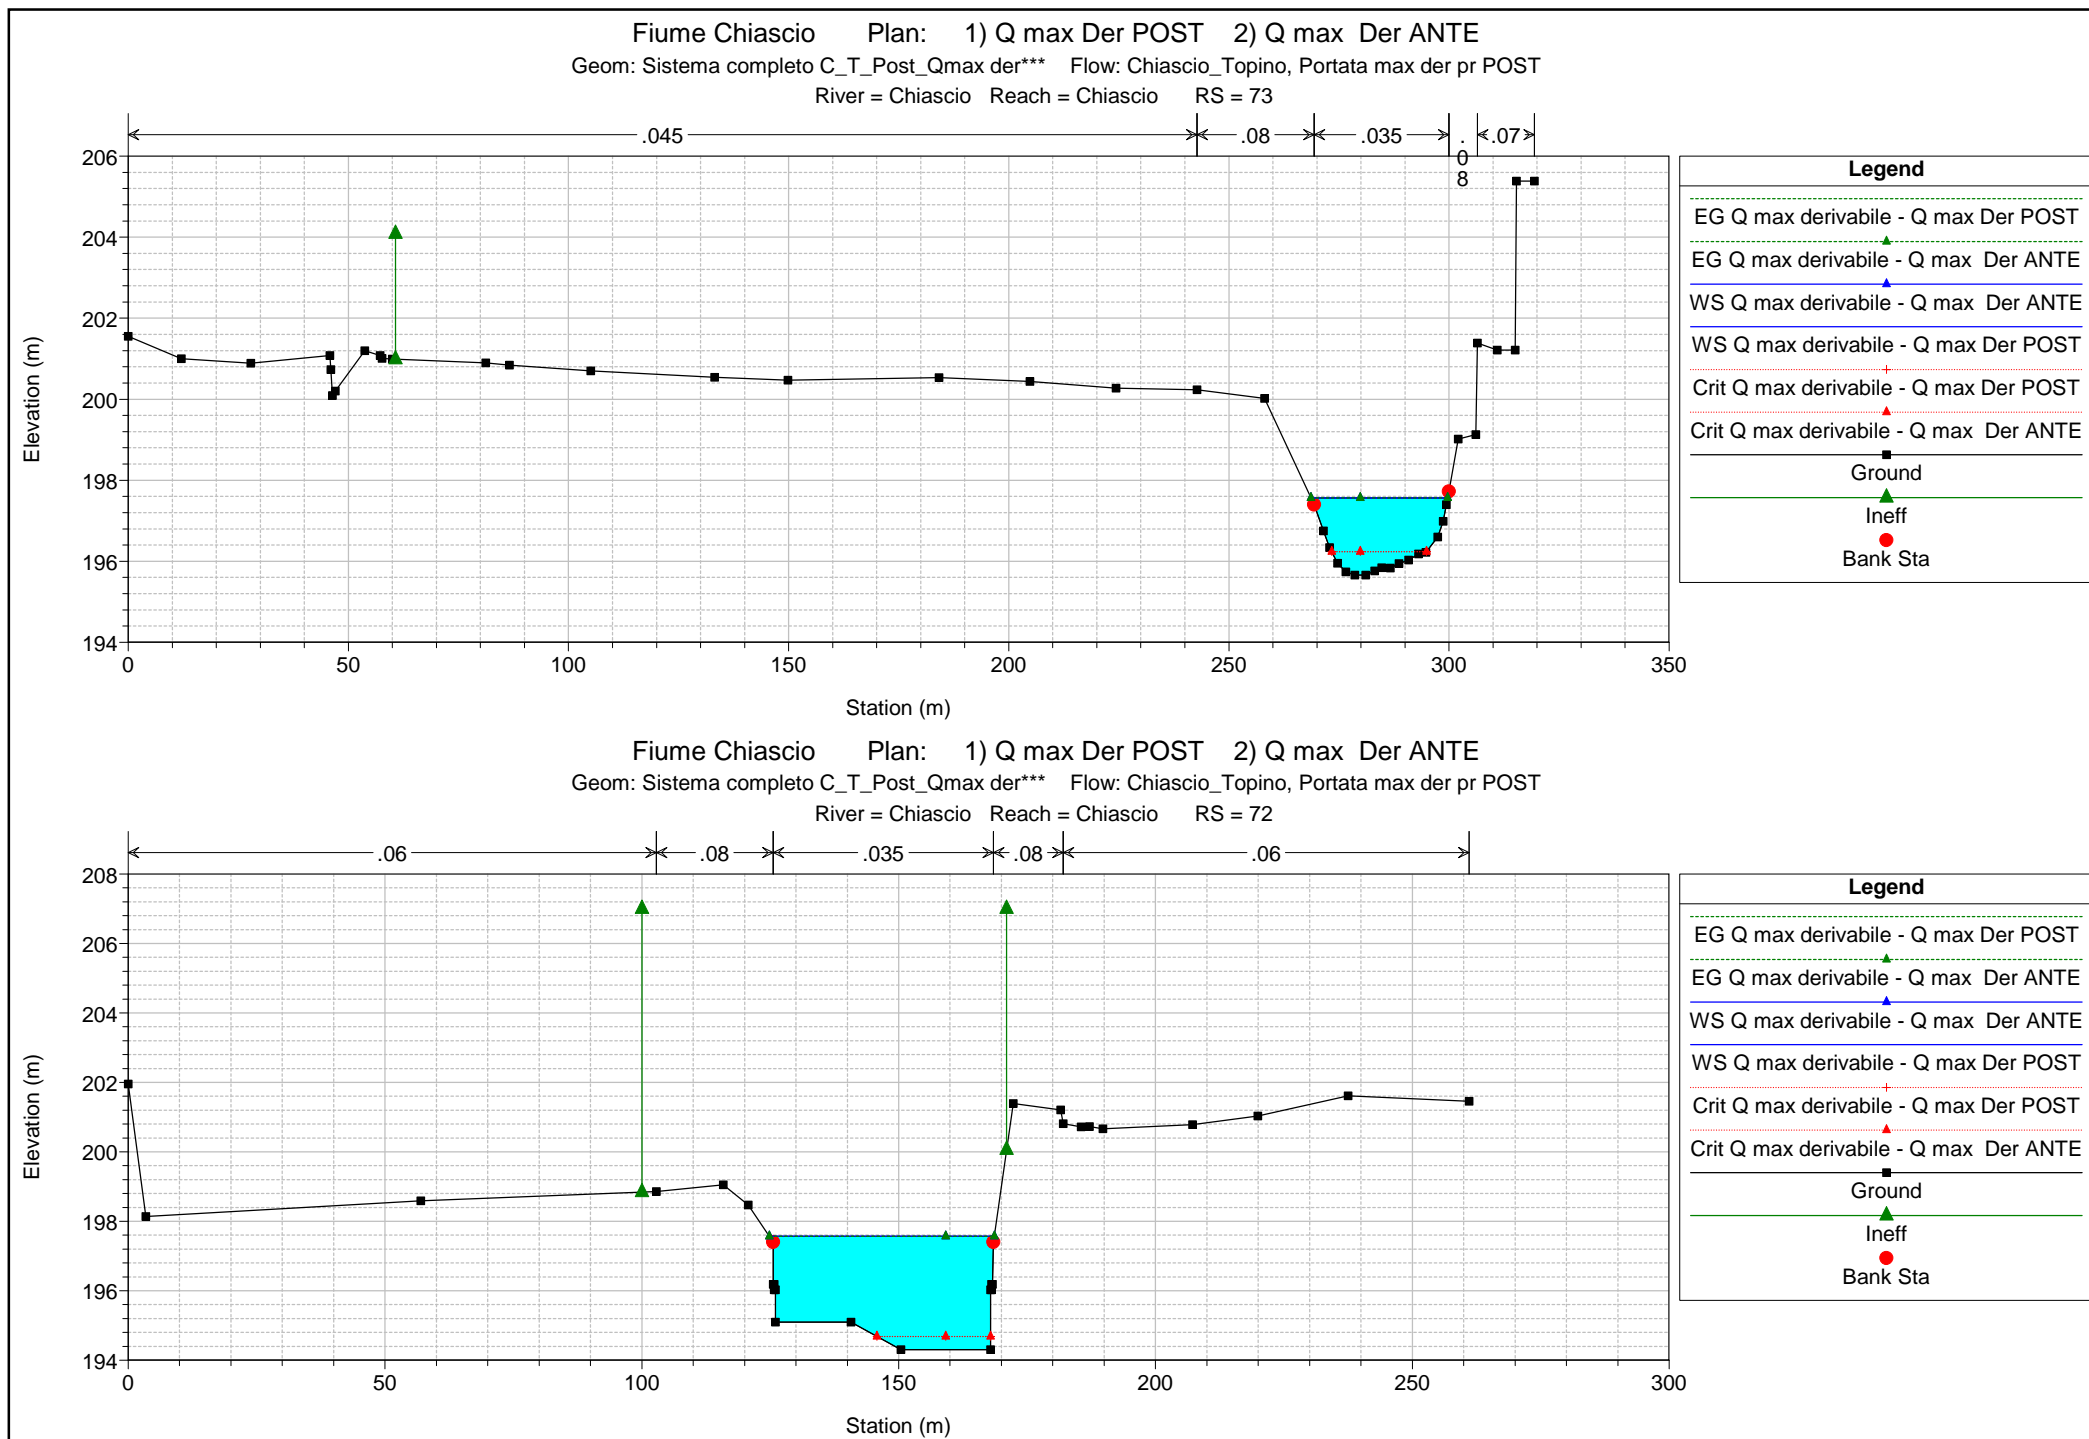 Fiume Chiascio Plan: 1) Q max Der POST 2) Q max Der ANTE
Geom: Sistema completo C_T_Post_Qmax der*** Flow: Chiascio_Topino, Portata max der pr POST
River = Chiascio Reach = Chiascio RS = 73
.045 .08 .035 .08 .07
206
204
202
200
198
196
194
Elevation (m)
0 50 100 150 200 250 300 350
Station (m)
Legend
EG Q max derivabile - Q max Der POST
EG Q max derivabile - Q max Der ANTE
WS Q max derivabile - Q max Der ANTE
WS Q max derivabile - Q max Der POST
Crit Q max derivabile - Q max Der POST
Crit Q max derivabile - Q max Der ANTE
Ground
Ineff
Bank Sta
Fiume Chiascio Plan: 1) Q max Der POST 2) Q max Der ANTE
Geom: Sistema completo C_T_Post_Qmax der*** Flow: Chiascio_Topino, Portata max der pr POST
River = Chiascio Reach = Chiascio RS = 72
.06 .08 .035 .08 .06
208
206
204
202
200
198
196
194
Elevation (m)
0 50 100 150 200 250 300
Station (m)
Legend
EG Q max derivabile - Q max Der POST
EG Q max derivabile - Q max Der ANTE
WS Q max derivabile - Q max Der ANTE
WS Q max derivabile - Q max Der POST
Crit Q max derivabile - Q max Der POST
Crit Q max derivabile - Q max Der ANTE
Ground
Ineff
Bank Sta